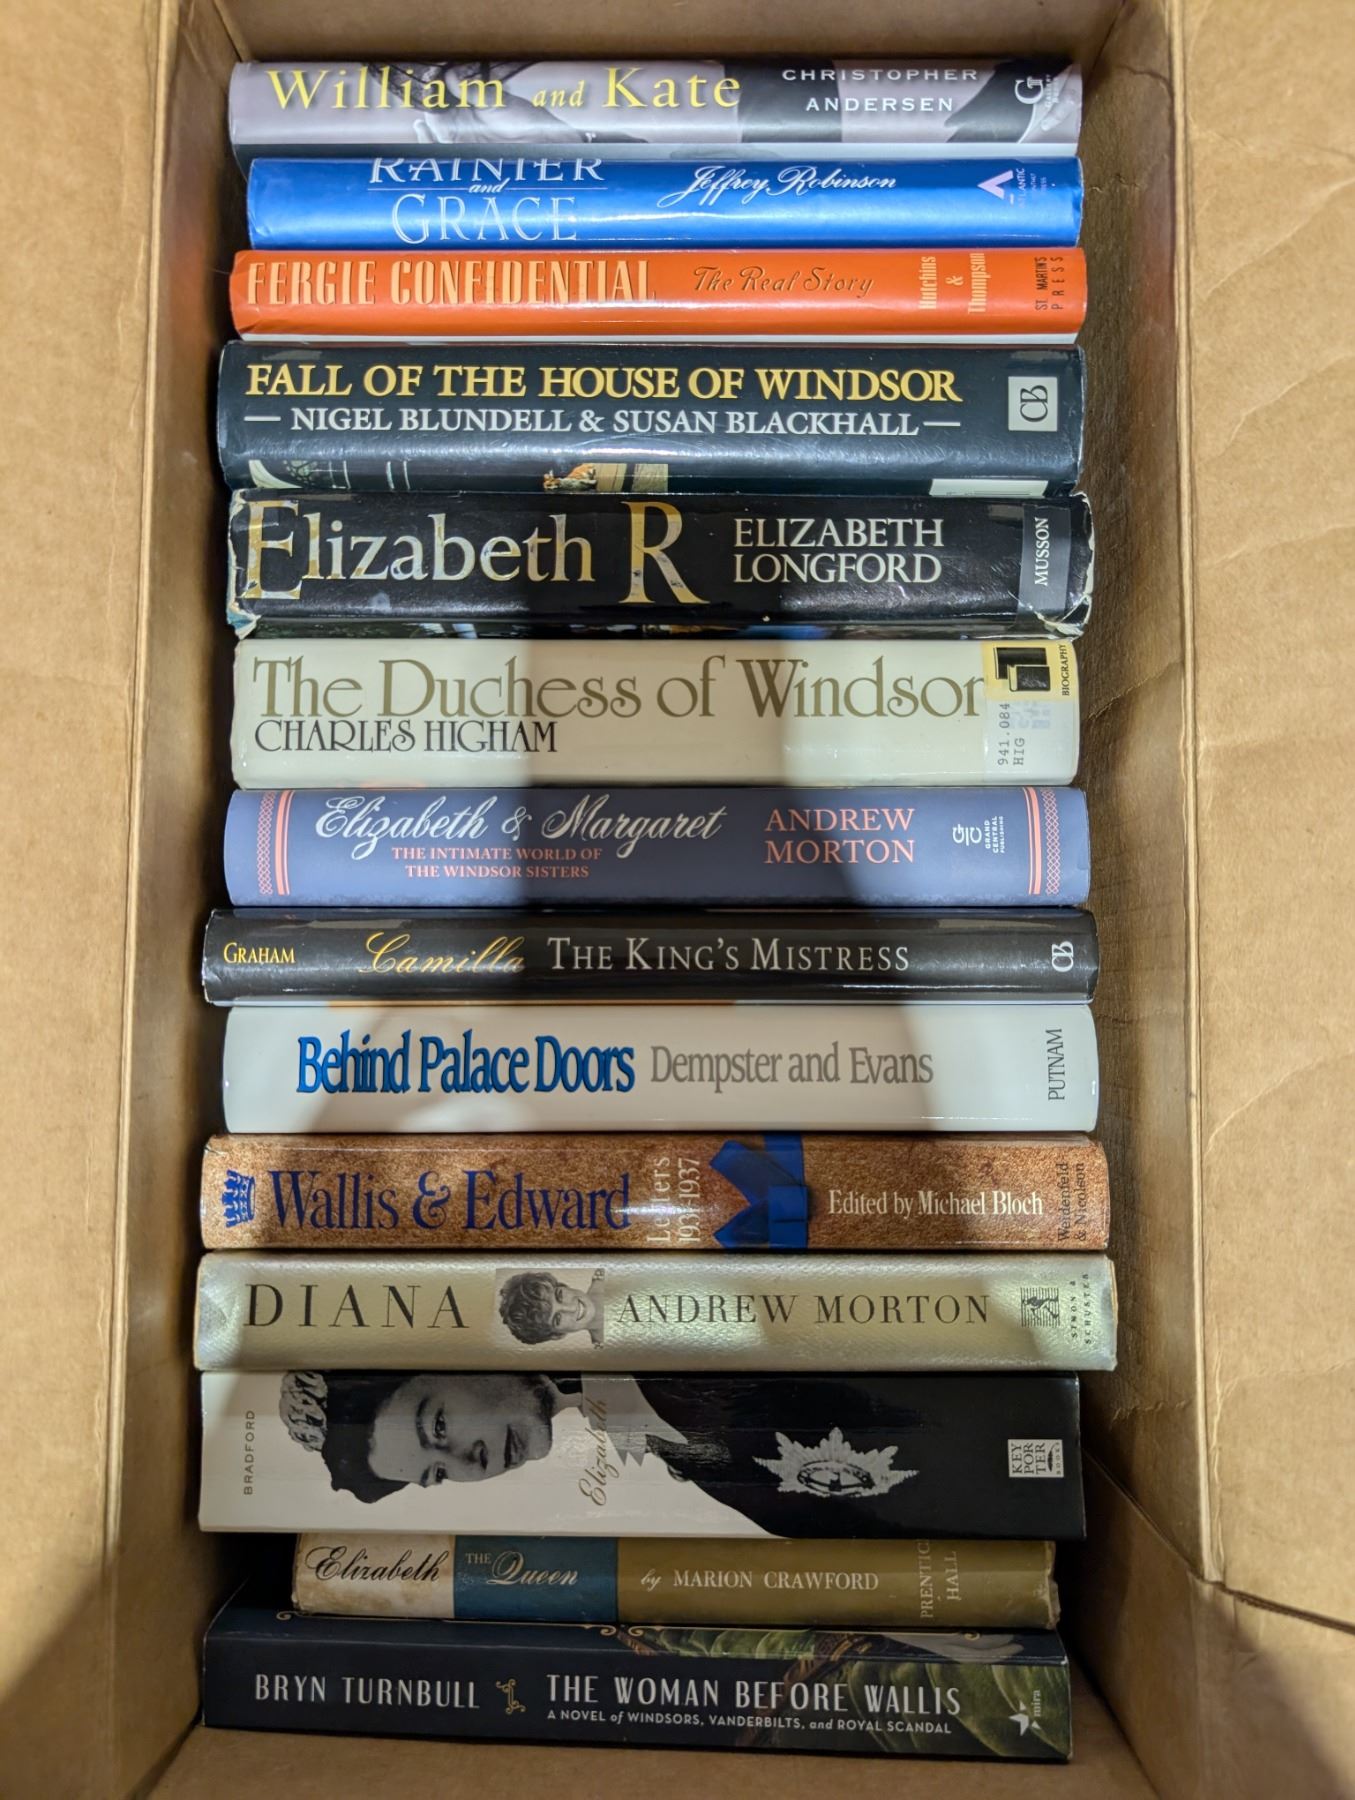 William and Kate
CHRISTOPHER
ANDERSEN
G
RAINIER
and
GRACE
Jeffrey Robinson
FERGIE CONFIDENTIAL
The Real Story
Hutchins
&
Thompson
ST. MARTIN'S
PRESS
FALL OF THE HOUSE OF WINDSOR
— NIGEL BLUNDELL & SUSAN BLACKHALL —
CB
Elizabeth R
ELIZABETH
LONGFORD
MUSSON
The Duchess of Windsor
CHARLES HIGHAM
BIOGRAPHY
941.084
HIG
Elizabeth & Margaret
THE INTIMATE WORLD OF
THE WINDSOR SISTERS
ANDREW
MORTON
GRAND
CENTRAL
PUBLISHING
GRAHAM
Camilla THE KING'S MISTRESS
CB
Behind Palace Doors
Dempster and Evans
PUTNAM
Wallis & Edward
Letters
1931-1937
Edited by Michael Bloch
Weidenfeld
& Nicolson
DIANA
ANDREW MORTON
SIMON &
SCHUSTER
BRADFORD
Elizabeth
KEY
POR
TER
BOOKS
Elizabeth
THE
Queen
by MARION CRAWFORD
HALL
BRYN TURNBULL
THE WOMAN BEFORE WALLIS
A NOVEL of WINDSORS, VANDERBILTS, and ROYAL SCANDAL
mira